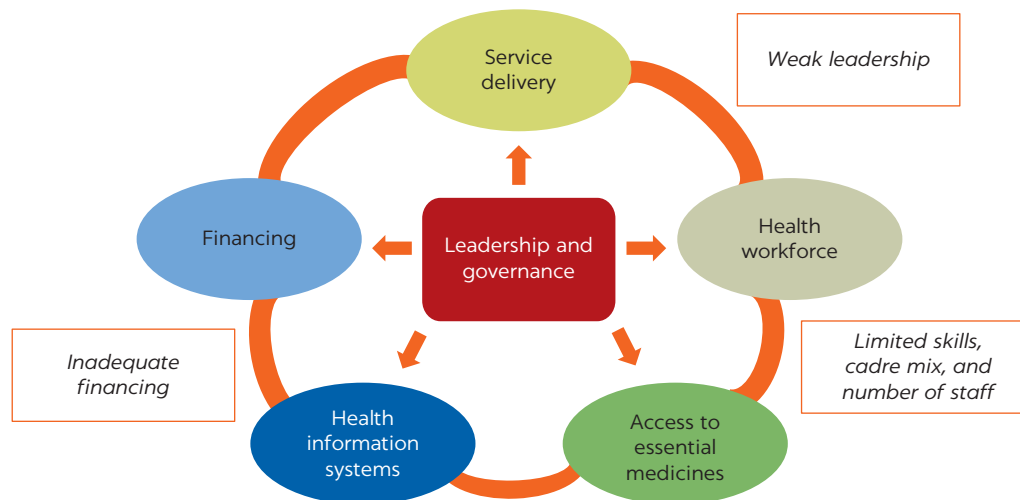 Service
delivery
Weak leadership
Financing
Leadership and
governance
Health
workforce
Inadequate
financing
Limited skills,
cadre mix, and
number of staff
Health
information
systems
Access to
essential
medicines